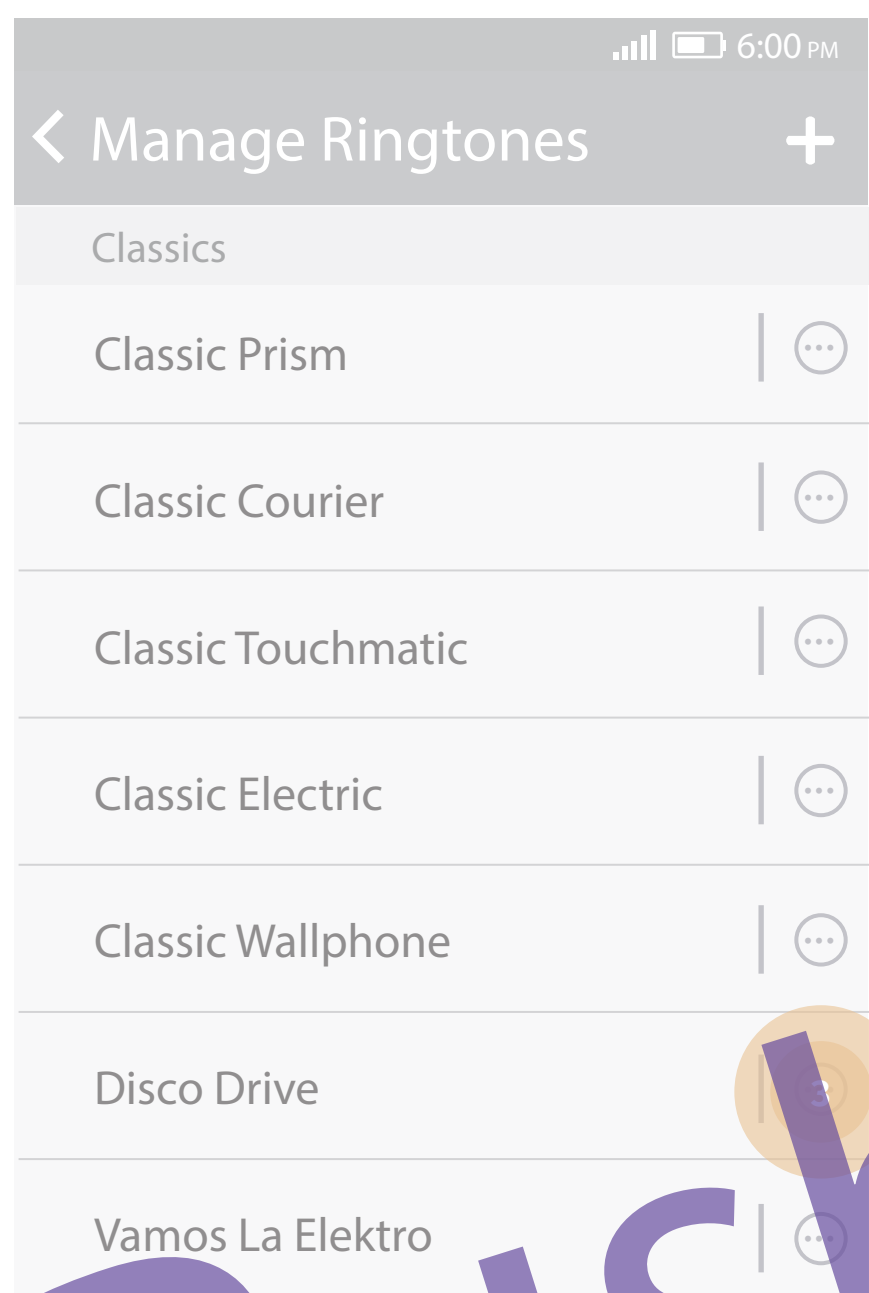 6:00 PM
Manage Ringtones
Classics
Classic Prism
Classic Courier
Classic Touchmatic
Classic Electric
Classic Wallphone
Disco Drive
3
Vamos La Elektro